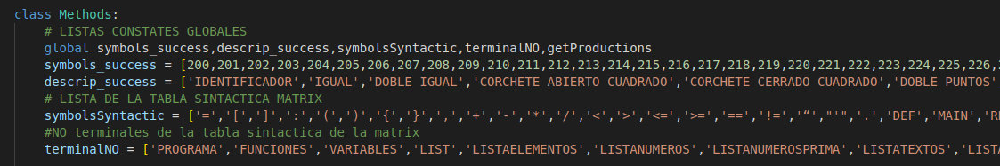 class Methods:
# LISTAS CONSTATES GLOBALES
global symbols_success,descrip_success,symbolsSyntactic,terminalNO,getProductions
symbols_success = [200,201,202,203,204,205,206,207,208,209,210,211,212,213,214,215,216,217,218,219,220,221,222,223,224,225,226,
descrip_success = ['IDENTIFICADOR','IGUAL','DOBLE IGUAL','CORCHETE ABIERTO CUADRADO','CORCHETE CERRADO CUADRADO','DOBLE PUNTOS'
# LISTA DE LA TABLA SINTACTICA MATRIX
symbolsSyntactic = ['=','[',']',':','(',')','{','}',',','+','-','*','/','<','>','<=','>=','==','!=','“',"'",'.','DEF','MAIN','RE
#NO terminales de la tabla sintactica de la matrix
terminalNO = ['PROGRAMA','FUNCIONES','VARIABLES','LIST','LISTAELEMENTOS','LISTANUMEROS','LISTANUMEROSPRIMA','LISTATEXTOS','LISTA